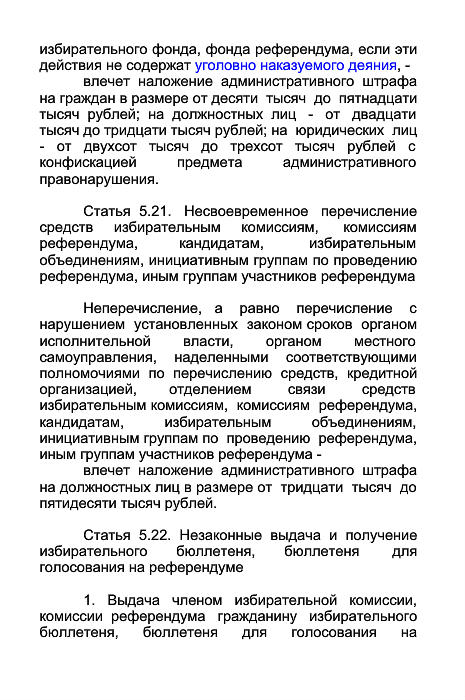 избирательного фонда, фонда референдума, если эти
действия не содержат уголовно наказуемого деяния, -
влечет наложение административного штрафа
на граждан в размере от десяти тысяч до пятнадцати
тысяч рублей; на должностных лиц - от двадцати
тысяч до тридцати тысяч рублей; на юридических лиц
- от двухсот тысяч до трехсот тысяч рублей с
конфискацией предмета административного
правонарушения.
Статья 5.21. Несвоевременное перечисление
средств избирательным комиссиям, комиссиям
референдума, кандидатам, избирательным
объединениям, инициативным группам по проведению
референдума, иным группам участников референдума
Неперечисление, а равно перечисление с
нарушением установленных законом сроков органом
исполнительной власти, органом местного
самоуправления, наделенными соответствующими
полномочиями по перечислению средств, кредитной
организацией, отделением связи средств
избирательным комиссиям, комиссиям референдума,
кандидатам, избирательным объединениям,
инициативным группам по проведению референдума,
иным группам участников референдума -
влечет наложение административного штрафа
на должностных лиц в размере от тридцати тысяч до
пятидесяти тысяч рублей.
Статья 5.22. Незаконные выдача и получение
избирательного бюллетеня, бюллетеня для
голосования на референдуме
1. Выдача членом избирательной комиссии,
комиссии референдума гражданину избирательного
бюллетеня, бюллетеня для голосования на